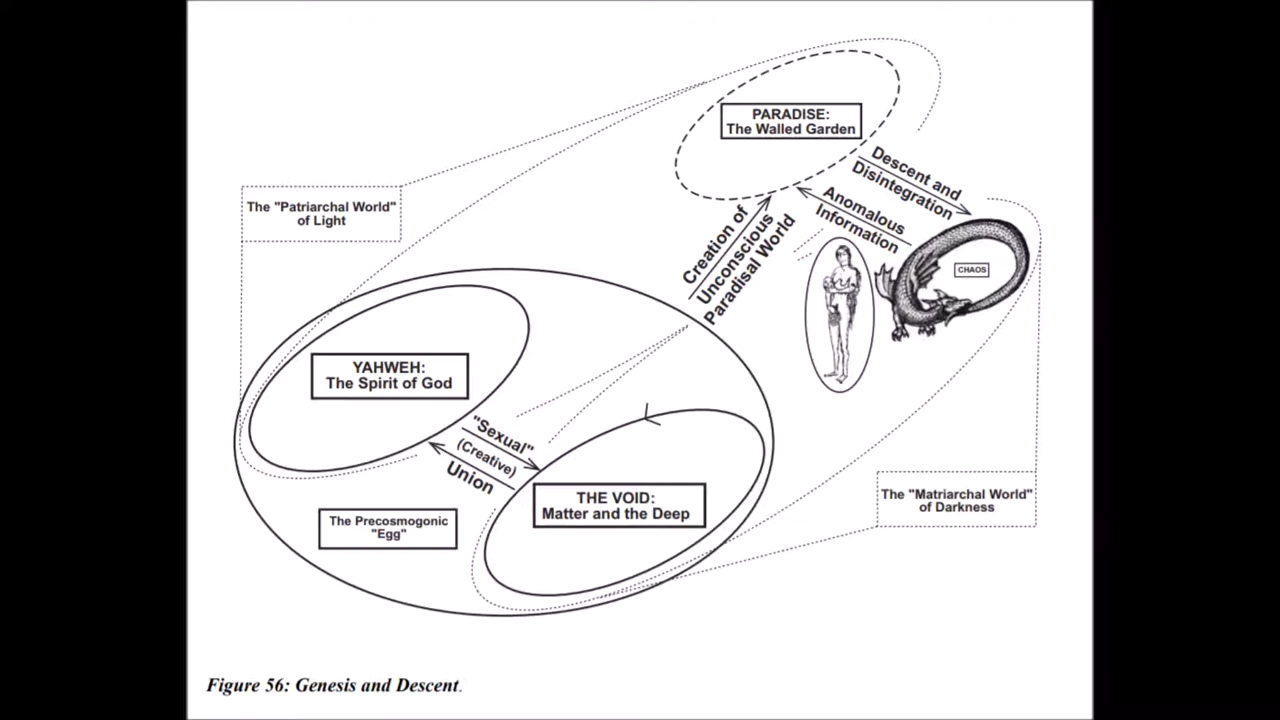 PARADISE:
The Walled Garden
Descent and
Disintegration
Anomalous
Information
CHAOS
Creation of
Unconscious
Paradisal World
The "Patriarchal World"
of Light
YAHWEH:
The Spirit of God
"Sexual"
(Creative)
Union
THE VOID:
Matter and the Deep
The Precosmogonic
"Egg"
The "Matriarchal World"
of Darkness
Figure 56: Genesis and Descent.